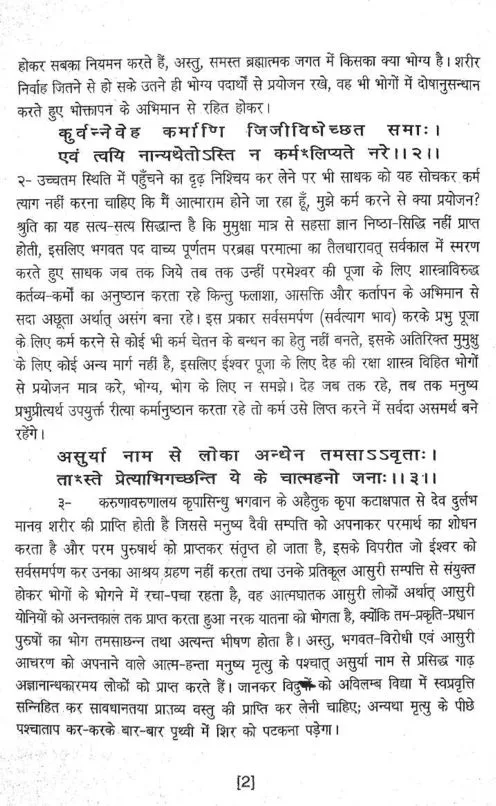 होकर सबका नियमन करते हैं, अस्तु, समस्त ब्रह्मात्मक जगत में किसका क्या भोग्य है। शरीर
निर्वाह जितने से हो सके उतने ही भोग्य पदार्थों से प्रयोजन रखे, वह भी भोगों में दोषानुसन्धान
करते हुए भोक्तापन के अभिमान से रहित होकर।
कुर्वन्नेवेह कर्माणि जिजीविषेच्छत समाः।
एवं त्वयि नान्यथेतोऽस्ति न कर्म॰लिप्यते नरे।।२।।
२- उच्चतम स्थिति में पहुँचने का दृढ़ निश्चिय कर लेने पर भी साधक को यह सोचकर कर्म
त्याग नहीं करना चाहिए कि मैं आत्माराम होने जा रहा हूँ, मुझे कर्म करने से क्या प्रयोजन?
श्रुति का यह सत्य-सत्य सिद्धान्त है कि मुमुक्षा मात्र से सहसा ज्ञान निष्ठा-सिद्धि नहीं प्राप्त
होती, इसलिए भगवत पद वाच्य पूर्णतम परब्रह्म परमात्मा का तैलधारावत् सर्वकाल में स्मरण
करते हुए साधक जब तक जिये तब तक उन्हीं परमेश्वर की पूजा के लिए शास्त्राविरुद्ध
कर्तव्य-कर्मों का अनुष्ठान करता रहे किन्तु फलाशा, आसक्ति और कर्तापन के अभिमान से
सदा अछूता अर्थात् असंग बना रहे। इस प्रकार सर्वसमर्पण (सर्वत्याग भाव) करके प्रभु पूजा
के लिए कर्म करने से कोई भी कर्म चेतन के बन्धन का हेतु नहीं बनते, इसके अतिरिक्त मुमुक्षु
के लिए कोई अन्य मार्ग नहीं है, इसलिए ईश्वर पूजा के लिए देह की रक्षा शास्त्र विहित भोगों
से प्रयोजन मात्र करे, भोग्य, भोग के लिए न समझे। देह जब तक रहे, तब तक मनुष्य
प्रभुप्रीत्यर्थ उपर्युक्त रीत्या कर्मानुष्ठान करता रहे तो कर्म उसे लिप्त करने में सर्वदा असमर्थ बने
रहेंगे।
असुर्या नाम से लोका अन्धेन तमसाऽऽवृताः।
ता॰स्ते प्रेत्याभिगच्छन्ति ये के चात्महनो जनाः।।३।।
३- करुणावरुणालय कृपासिन्धु भगवान के अहैतुक कृपा कटाक्षपात से देव दुर्लभ
मानव शरीर की प्राप्ति होती है जिससे मनुष्य दैवी सम्पत्ति को अपनाकर परमार्थ का शोधन
करता है और परम पुरुषार्थ को प्राप्तकर संतृप्त हो जाता है, इसके विपरीत जो ईश्वर को
सर्वसमर्पण कर उनका आश्रय ग्रहण नहीं करता तथा उनके प्रतिकूल आसुरी सम्पत्ति से संयुक्त
होकर भोगों के भोगने में रचा-पचा रहता है, वह आत्मघातक आसुरी लोकों अर्थात् आसुरी
योनियों को अनन्तकाल तक प्राप्त करता हुआ नरक यातना को भोगता है, क्योंकि तम-प्रकृति-प्रधान
पुरुषों का भोग तमसाछन्न तथा अत्यन्त भीषण होता है। अस्तु, भगवत-विरोधी एवं आसुरी
आचरण को अपनाने वाले आत्म-हन्ता मनुष्य मृत्यु के पश्चात् असुर्या नाम से प्रसिद्ध गाढ़
अज्ञानान्धकारमय लोकों को प्राप्त करते हैं। जानकर को अविलम्ब विद्या में स्वप्रवृत्ति
सन्निहित कर सावधानतया प्राप्तव्य वस्तु की प्राप्ति कर लेनी चाहिए; अन्यथा मृत्यु के पीछे
पश्चाताप कर-करके बार-बार पृथ्वी में शिर को पटकना पड़ेगा।
[2]